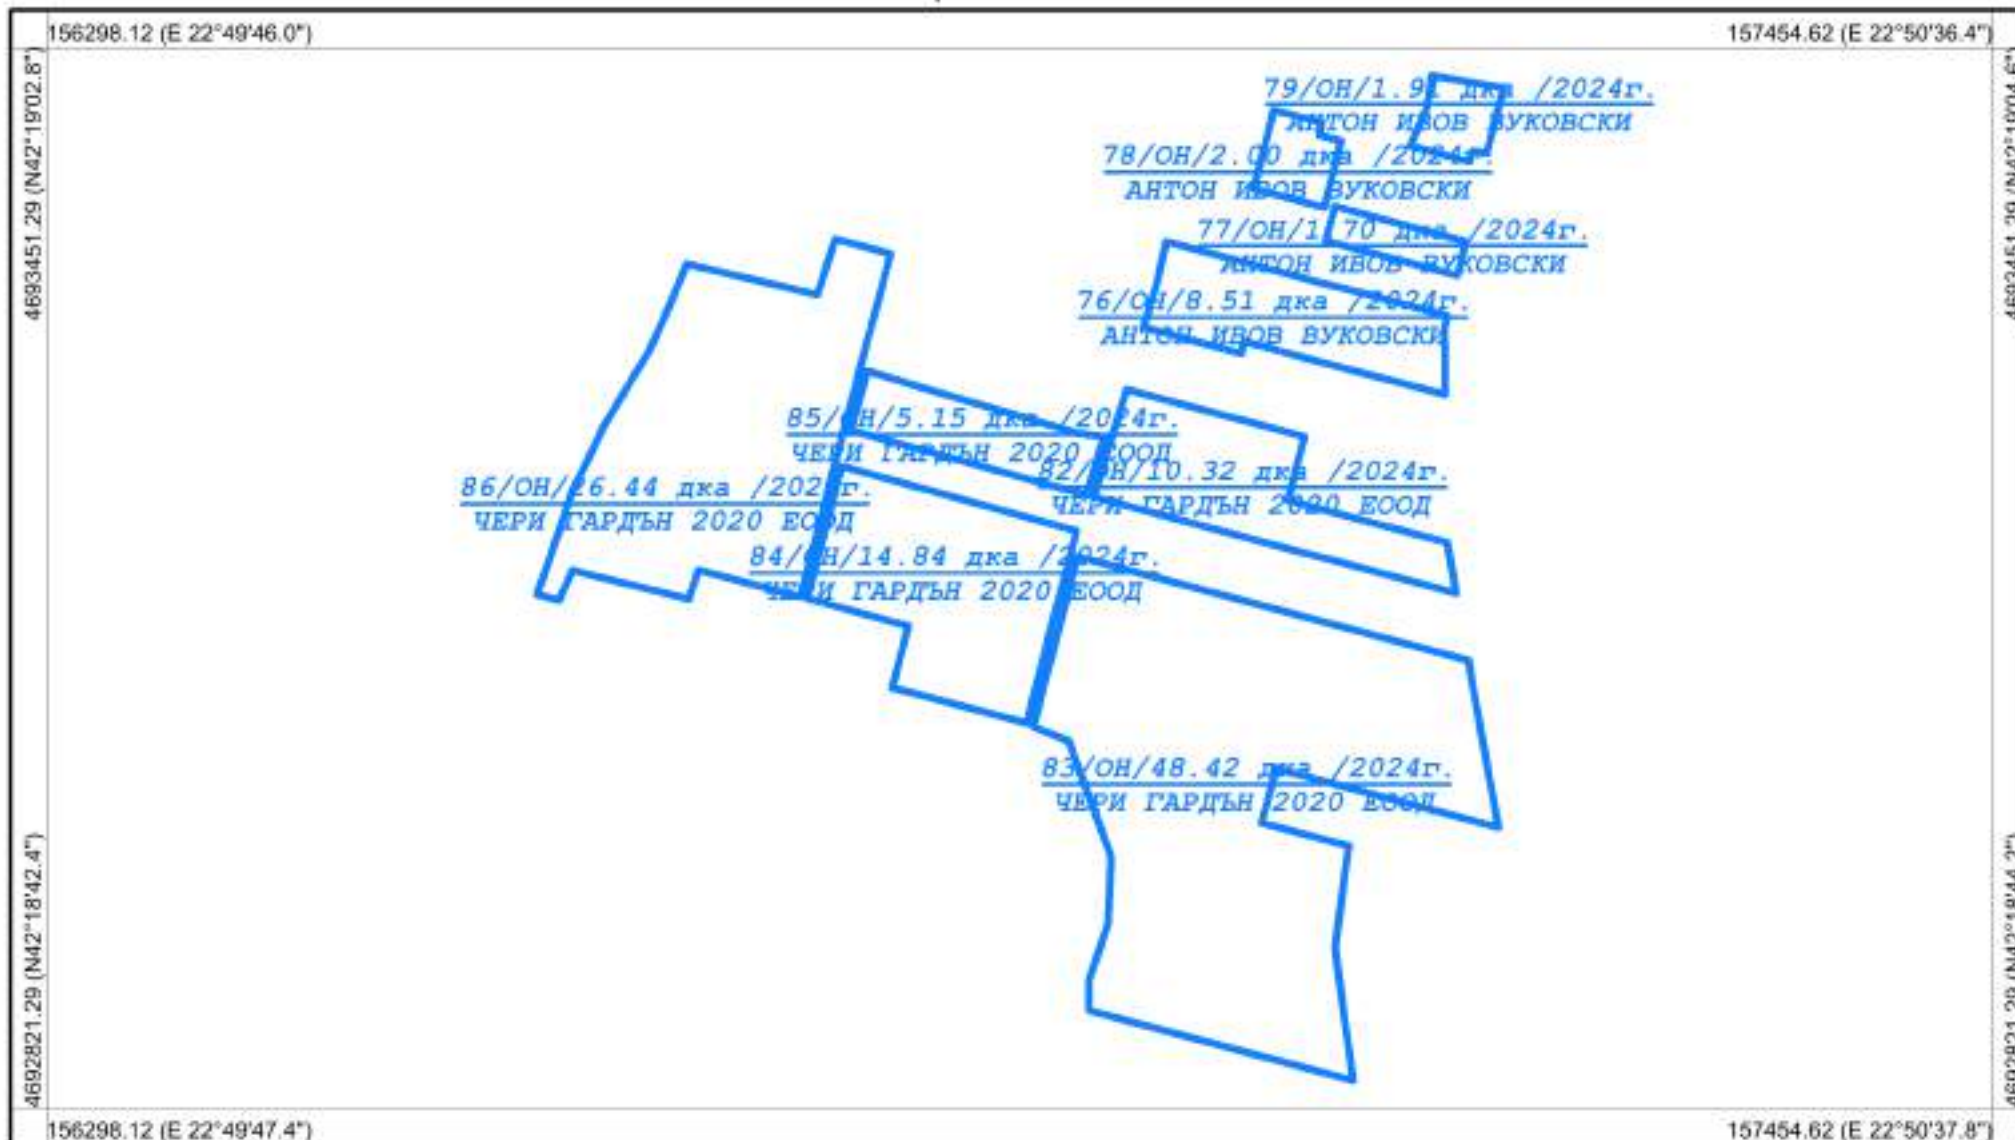 156298.12 (E 22°49'46.0")
157454.62 (E 22°50'36.4")
4693451.29 (N42°19'02.8")
79/ОН/1.91 дка /2024г.
АНТОН ИВОВ ВУКОВСКИ
78/ОН/2.00 дка /2024г.
АНТОН ИВОВ ВУКОВСКИ
77/ОН/1.70 дка /2024г.
АНТОН ИВОВ ВУКОВСКИ
76/ОН/8.51 дка /2024г.
АНТОН ИВОВ ВУКОВСКИ
85/ОН/5.15 дка /2024г.
ЧЕРИ ГАРДЪН 2020 ЕООД
82/ОН/10.32 дка /2024г.
ЧЕРИ ГАРДЪН 2020 ЕООД
86/ОН/26.44 дка /2024г.
ЧЕРИ ГАРДЪН 2020 ЕООД
84/ОН/14.84 дка /2024г.
ЧЕРИ ГАРДЪН 2020 ЕООД
83/ОН/48.42 дка /2024г.
ЧЕРИ ГАРДЪН 2020 ЕООД
4692821.29 (N42°18'42.4")
156298.12 (E 22°49'47.4")
157454.62 (E 22°50'37.8")